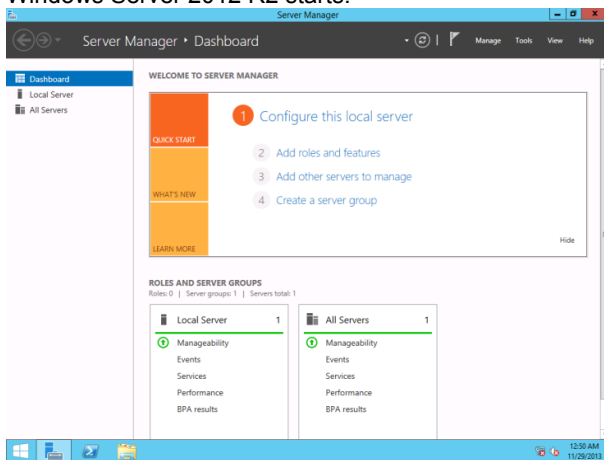 Windows Server 2012 R2 starts.
Server Manager
Server Manager • Dashboard
Manage Tools View Help
Dashboard
Local Server
All Servers
WELCOME TO SERVER MANAGER
QUICK START
WHAT'S NEW
LEARN MORE
1 Configure this local server
2 Add roles and features
3 Add other servers to manage
4 Create a server group
Hide
ROLES AND SERVER GROUPS
Roles: 0 | Server groups: 1 | Servers total: 1
Local Server 1
Manageability
Events
Services
Performance
BPA results
All Servers 1
Manageability
Events
Services
Performance
BPA results
12:50 AM
11/29/2013